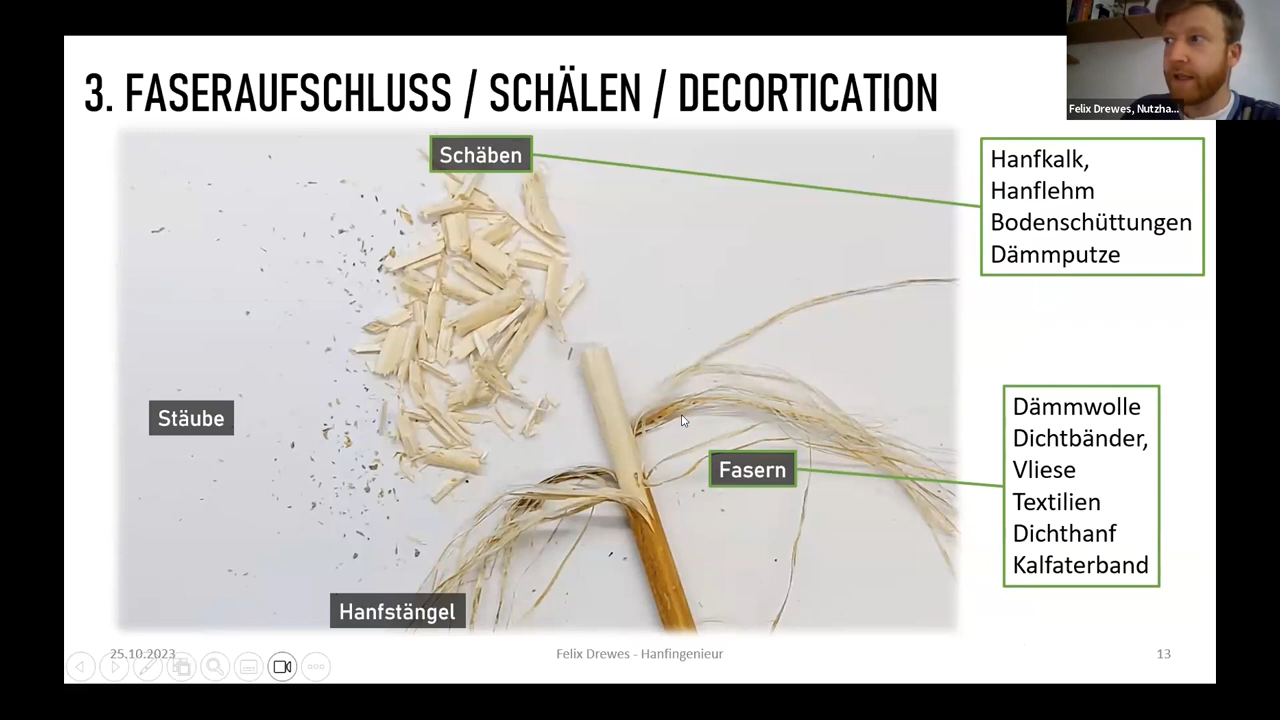 3. FASERAUFSCHLUSS / SCHÄLEN / DECORTICATION
Felix Drewes, Nutzha...
Schäben
Hanfkalk,
Hanflehm
Bodenschüttungen
Dämmputze
Stäube
Fasern
Dämmwolle
Dichtbänder,
Vliese
Textilien
Dichthanf
Kalfaterband
Hanfstängel
25.10.2023
Felix Drewes - Hanfingenieur
13